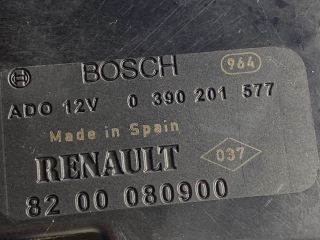 BOSCH 964
ADO 12V 0 390 201 577
Made in Spain
RENAULT 037
82 00 080900